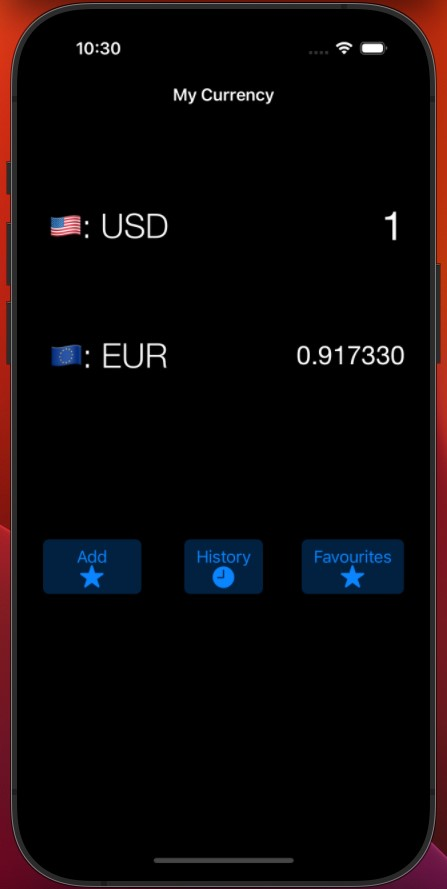 10:30
My Currency
🇺🇸: USD 1
🇪🇺: EUR 0.917330
Add History Favourites